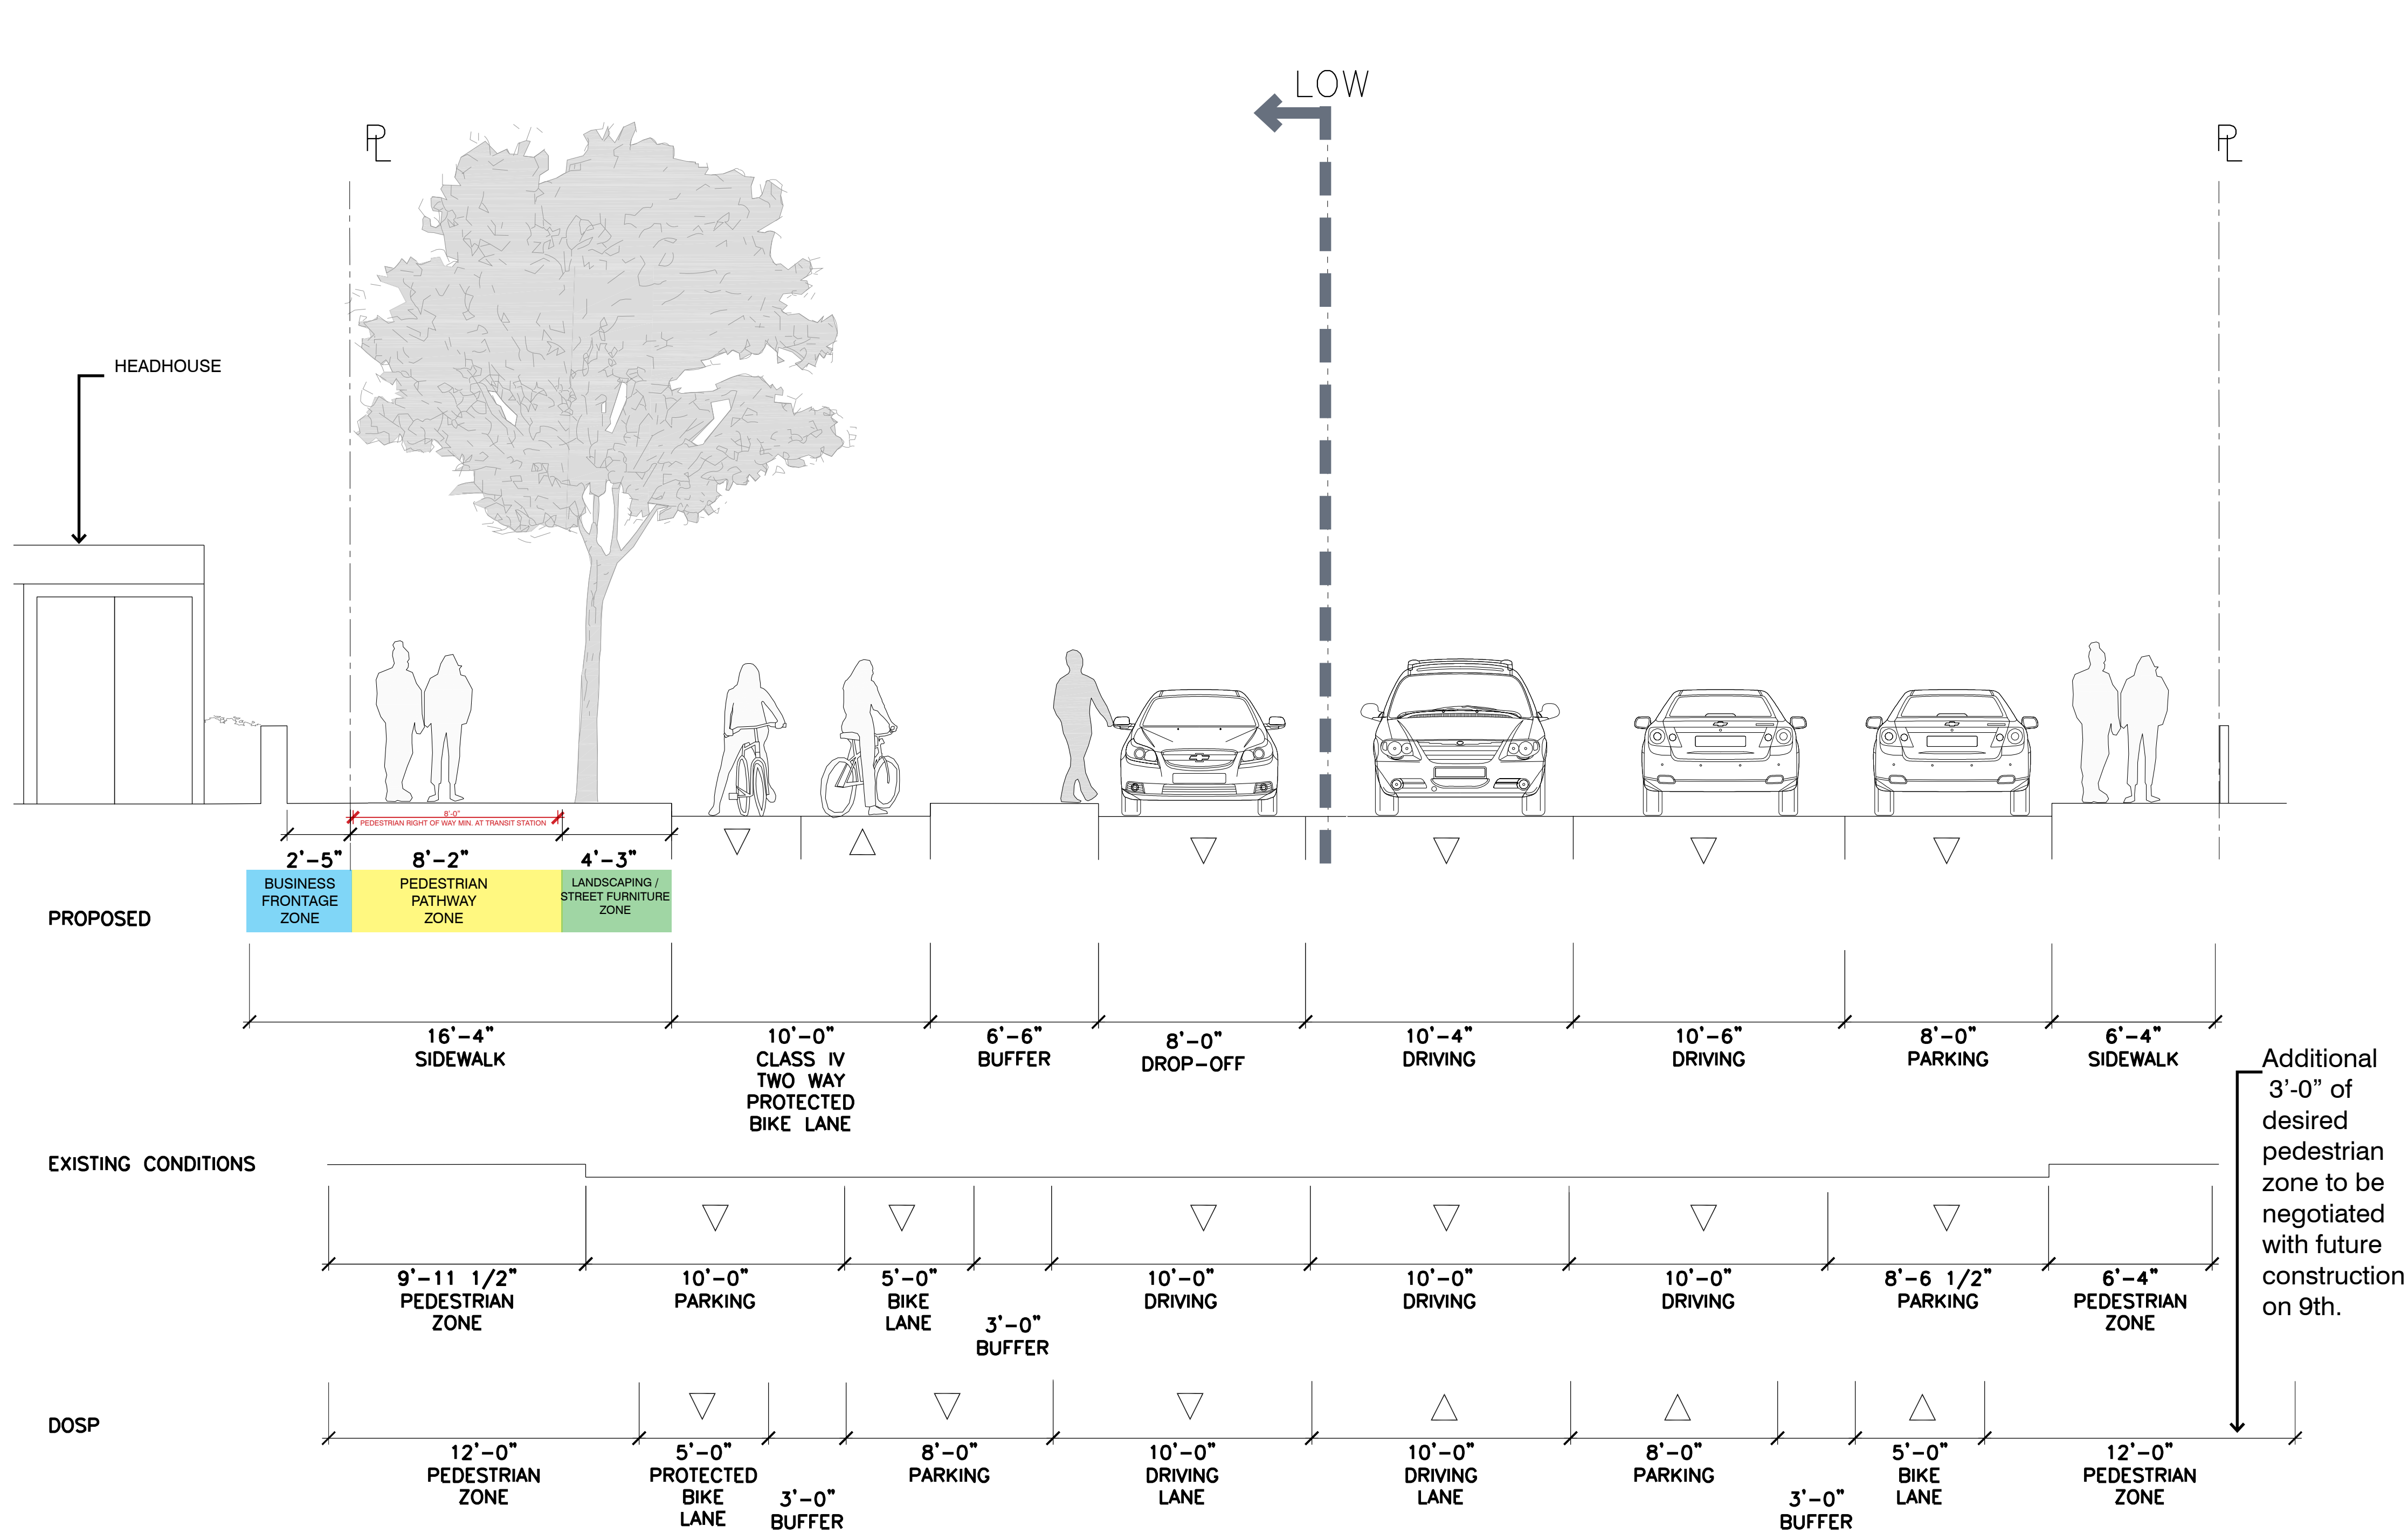 LOW
PL
PL
HEADHOUSE
8'-0"
PEDESTRIAN RIGHT OF WAY MIN. AT TRANSIT STATION
2'-5"
8'-2"
4'-3"
BUSINESS
FRONTAGE
ZONE
PEDESTRIAN
PATHWAY
ZONE
LANDSCAPING /
STREET FURNITURE
ZONE
PROPOSED
16'-4"
SIDEWALK
10'-0"
CLASS IV
TWO WAY
PROTECTED
BIKE LANE
6'-6"
BUFFER
8'-0"
DROP-OFF
10'-4"
DRIVING
10'-6"
DRIVING
8'-0"
PARKING
6'-4"
SIDEWALK
Additional
3'-0" of
desired
pedestrian
zone to be
negotiated
with future
construction
on 9th.
EXISTING CONDITIONS
9'-11 1/2"
PEDESTRIAN
ZONE
10'-0"
PARKING
5'-0"
BIKE
LANE
3'-0"
BUFFER
10'-0"
DRIVING
10'-0"
DRIVING
10'-0"
DRIVING
8'-6 1/2"
PARKING
6'-4"
PEDESTRIAN
ZONE
DOSP
12'-0"
PEDESTRIAN
ZONE
5'-0"
PROTECTED
BIKE
LANE
3'-0"
BUFFER
8'-0"
PARKING
10'-0"
DRIVING
LANE
10'-0"
DRIVING
LANE
8'-0"
PARKING
3'-0"
BUFFER
5'-0"
BIKE
LANE
12'-0"
PEDESTRIAN
ZONE